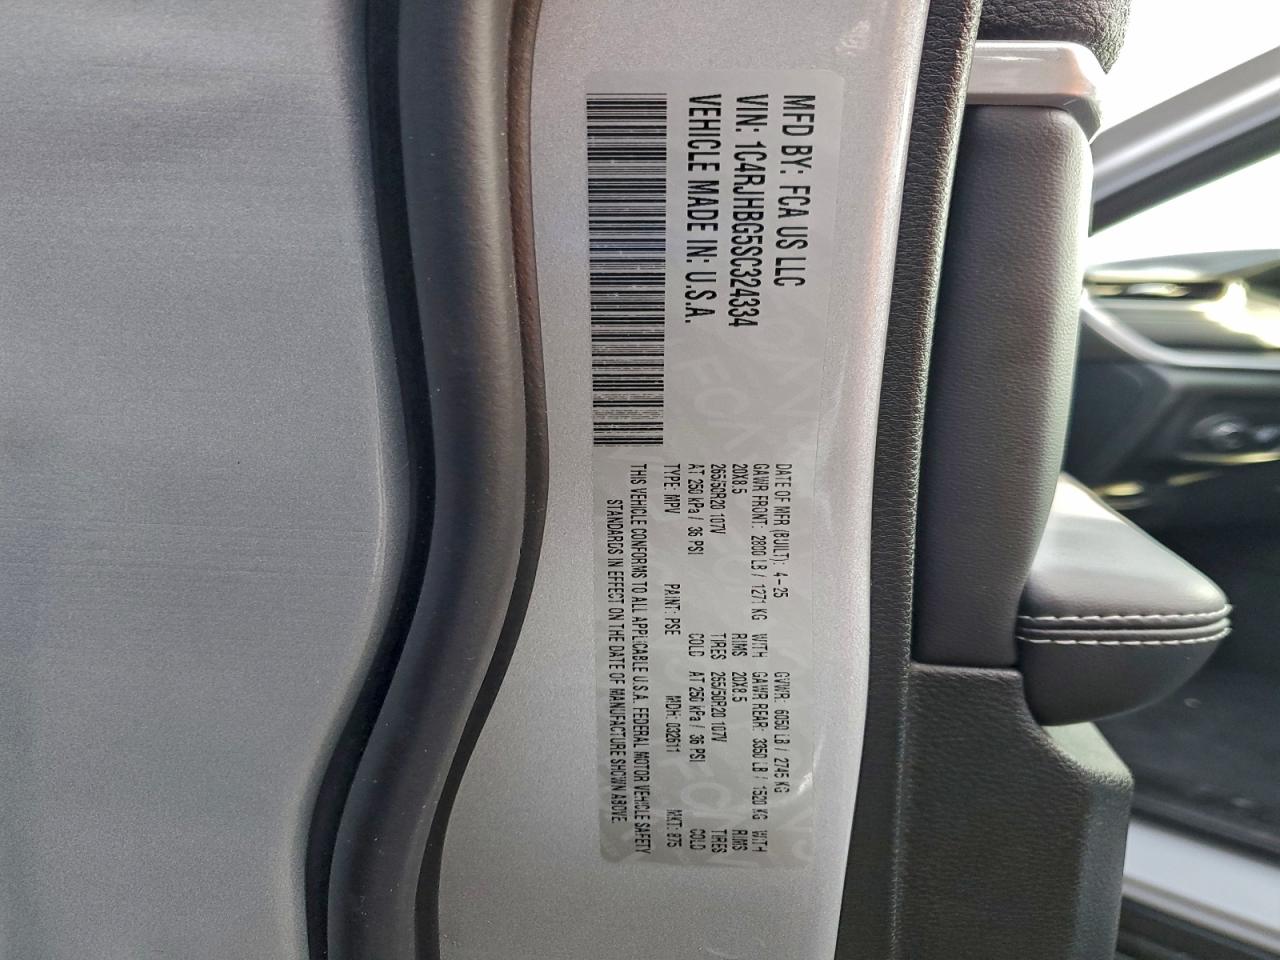 MFD BY: FCA US LLC
VIN: 1C4RJHBG5SC324334
VEHICLE MADE IN: U.S.A.
DATE OF MFR (BUILT): 4-25 GVWR: 6050 LB / 2745 KG
GAWR FRONT: 2800 LB / 1271 KG WITH GAWR REAR: 3350 LB / 1520 KG WITH
20X8.5 RIMS 20X8.5 RIMS
265/50R20 107V TIRES 265/50R20 107V TIRES
AT 250 kPa / 36 PSI COLD AT 250 kPa / 36 PSI COLD
TYPE: MPV PAINT: PSE MDH: 032611 MKT: 875
THIS VEHICLE CONFORMS TO ALL APPLICABLE U.S.A. FEDERAL MOTOR VEHICLE SAFETY
STANDARDS IN EFFECT ON THE DATE OF MANUFACTURE SHOWN ABOVE.